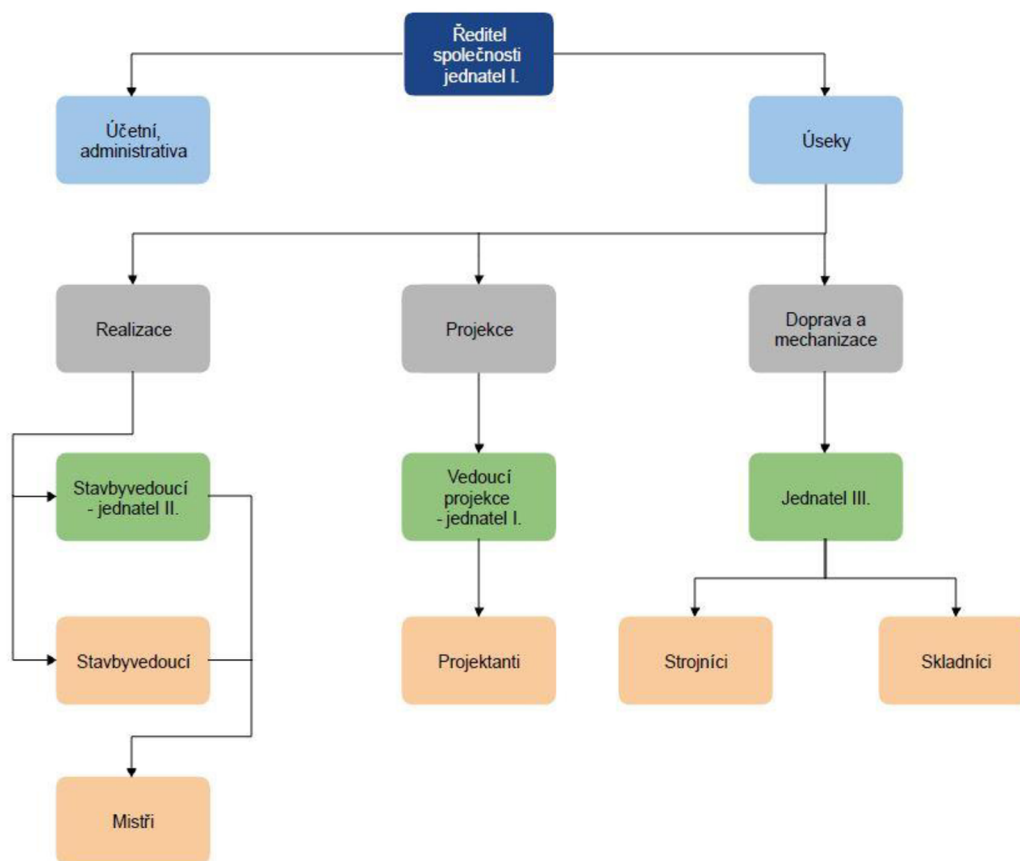 Ředitel
společnosti
jednatel I.
Účetní,
administrativa
Úseky
Realizace
Projekce
Doprava a
mechanizace
Stavbyvedoucí
- jednatel II.
Vedoucí
projekce
- jednatel I.
Jednatel III.
Stavbyvedoucí
Projektanti
Strojníci
Skladníci
Mistři